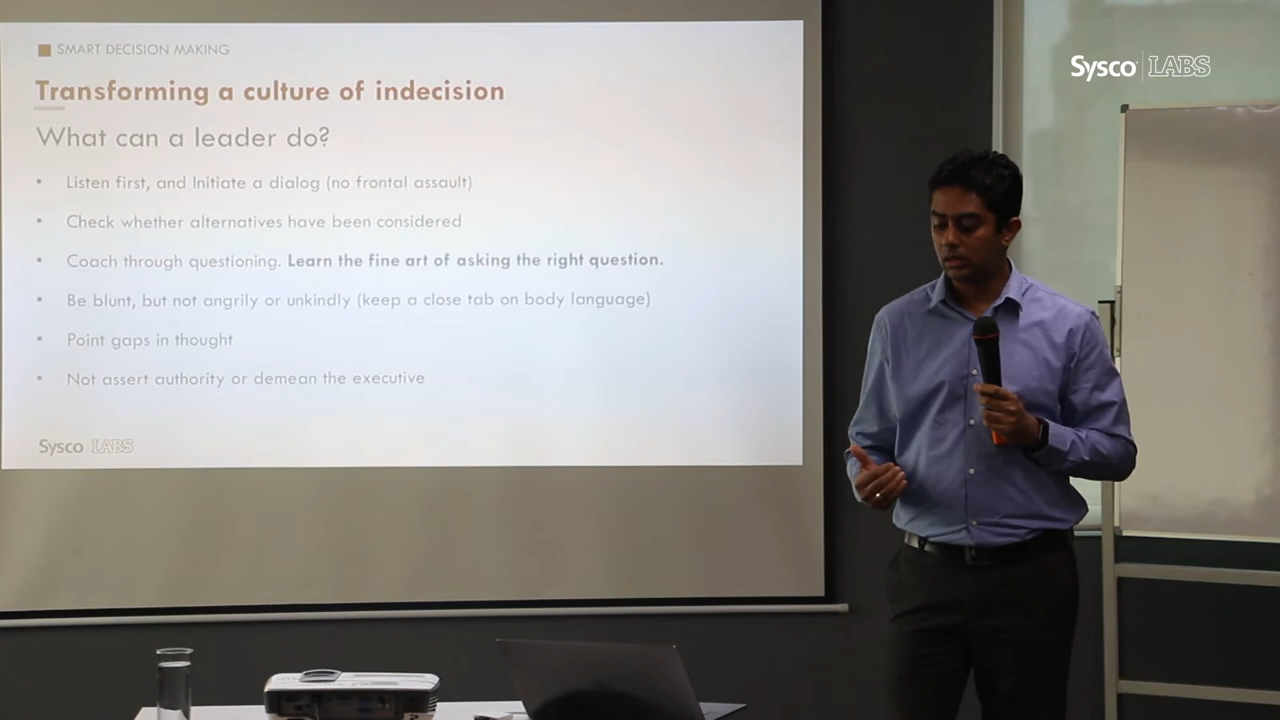 SMART DECISION MAKING
Transforming a culture of indecision
What can a leader do?
• Listen first, and Initiate a dialog (no frontal assault)
• Check whether alternatives have been considered
• Coach through questioning. Learn the fine art of asking the right question.
• Be blunt, but not angrily or unkindly (keep a close tab on body language)
• Point gaps in thought
• Not assert authority or demean the executive
Sysco LABS
Sysco LABS